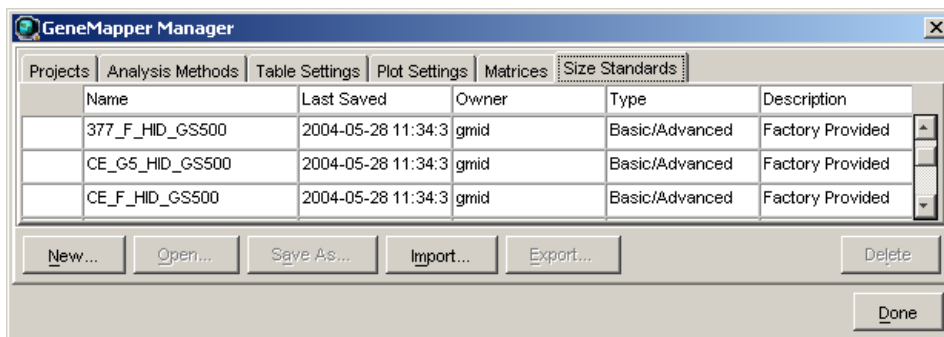 GeneMapper Manager
Projects Analysis Methods Table Settings Plot Settings Matrices Size Standards
Name Last Saved Owner Type Description
377_F_HID_GS500 2004-05-28 11:34:3 gmid Basic/Advanced Factory Provided
CE_G5_HID_GS500 2004-05-28 11:34:3 gmid Basic/Advanced Factory Provided
CE_F_HID_GS500 2004-05-28 11:34:3 gmid Basic/Advanced Factory Provided
New... Open... Save As... Import... Export... Delete
Done